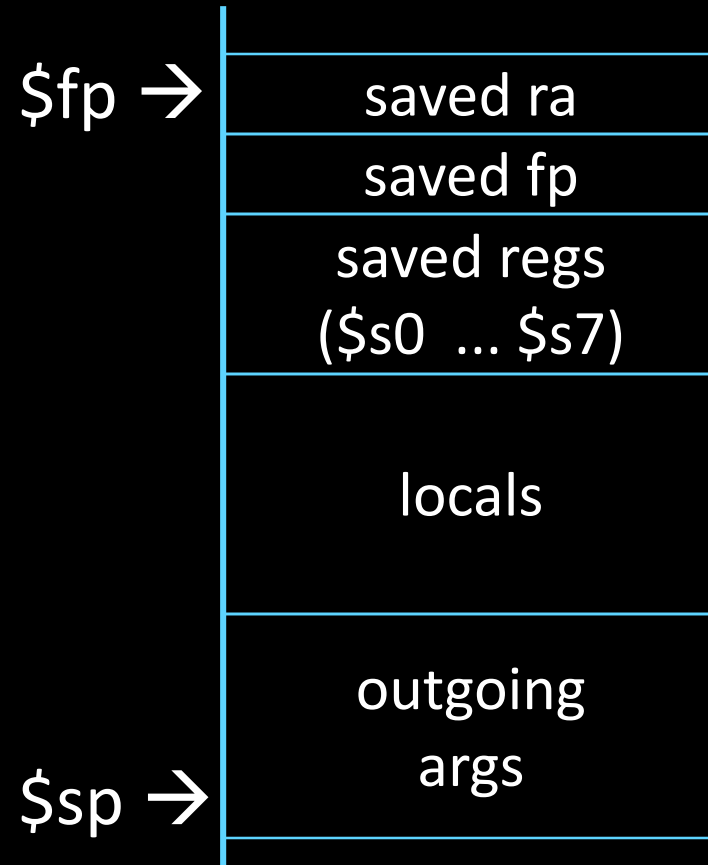 $fp → saved ra
saved fp
saved regs
($s0 ... $s7)
locals
outgoing
args
$sp →